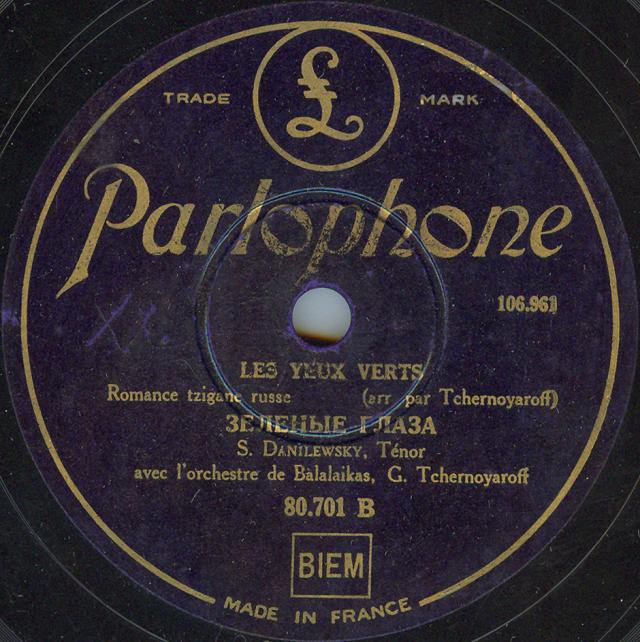 £
TRADE MARK
Parlophone
106.961
LES YEUX VERTS
Romance tzigane russe (arr par Tchernoyaroff)
ЗЕЛЕНЫЕ ГЛАЗА
S. DANILEWSKY, Ténor
avec l'orchestre de Balalaikas, G. Tchernoyaroff
80.701 B
BIEM
MADE IN FRANCE